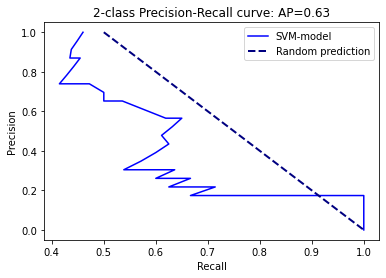 2-class Precision-Recall curve: AP=0.63
SVM-model
Random prediction
Precision
1.0
0.8
0.6
0.4
0.2
0.0
0.4 0.5 0.6 0.7 0.8 0.9 1.0
Recall